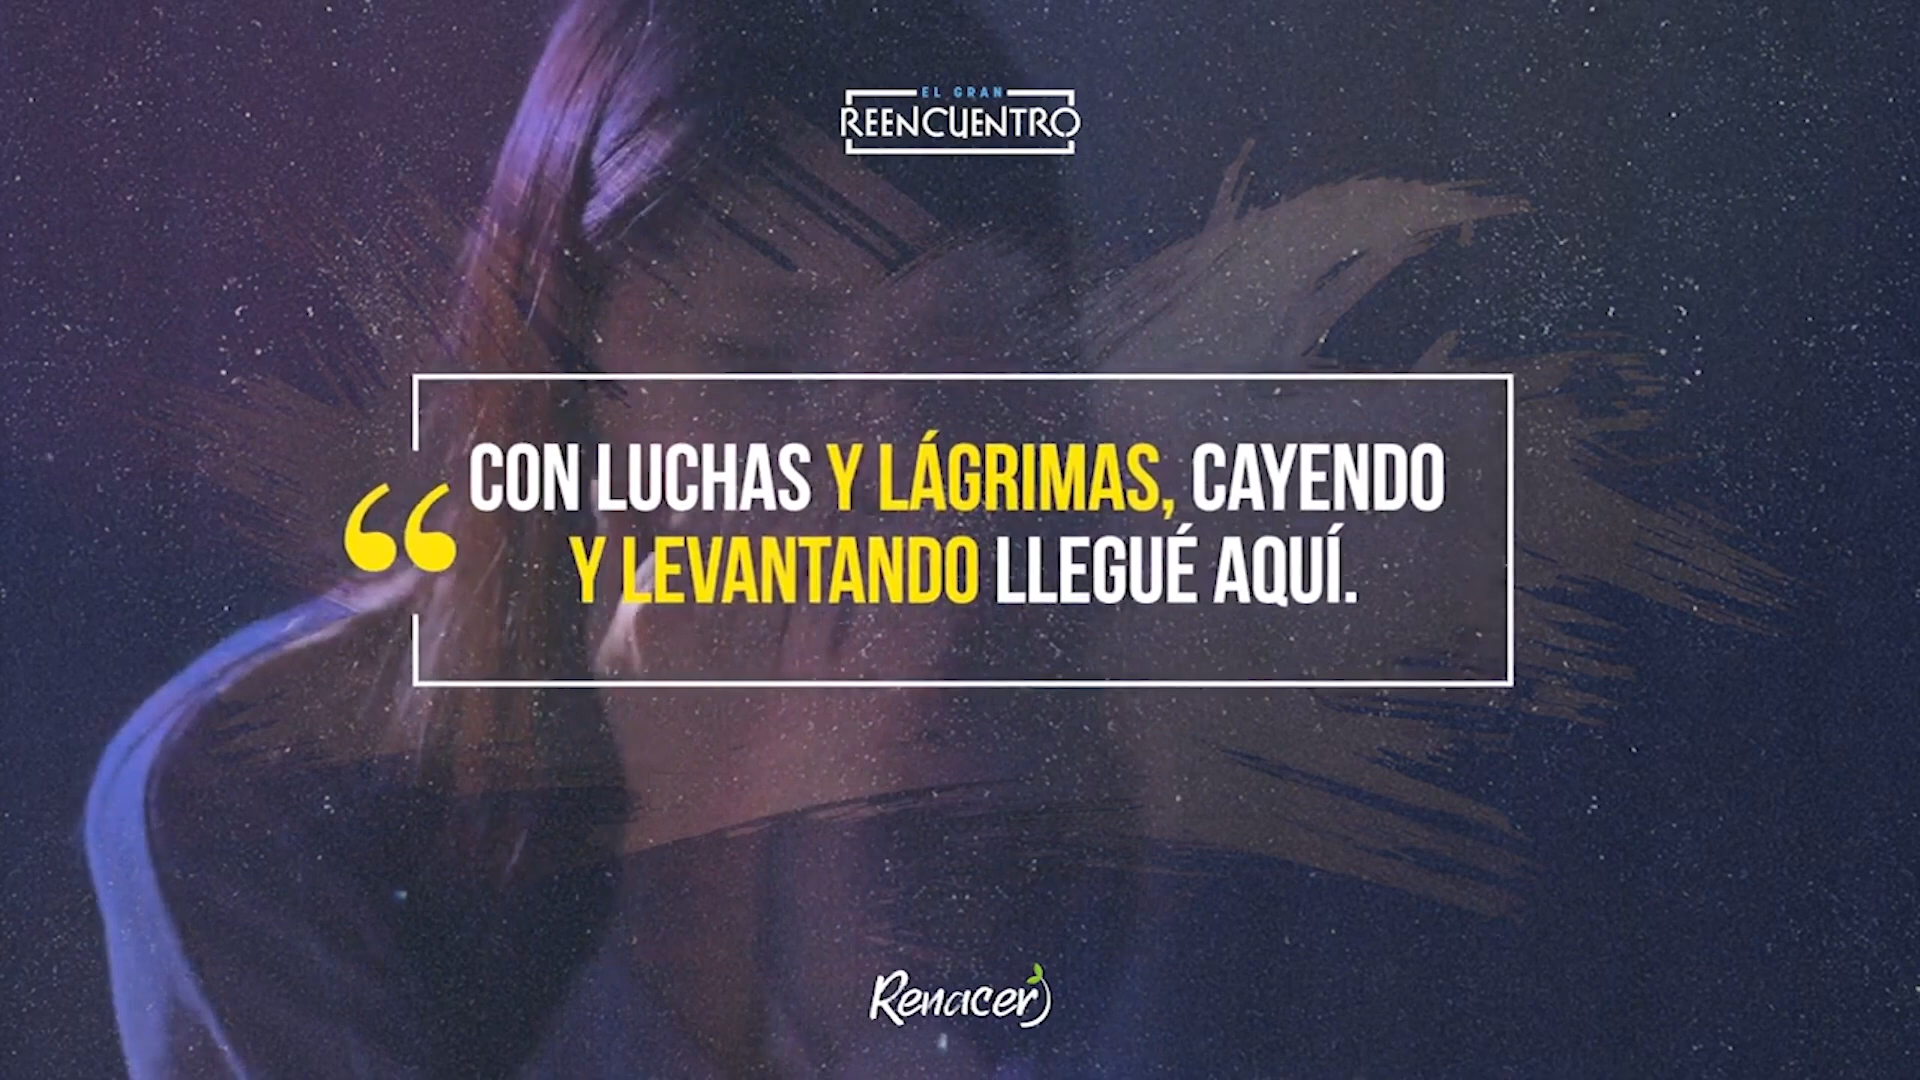 EL GRAN
REENCUENTRO
“
CON LUCHAS Y LÁGRIMAS, CAYENDO
Y LEVANTANDO LLEGUÉ AQUÍ.
Renacer